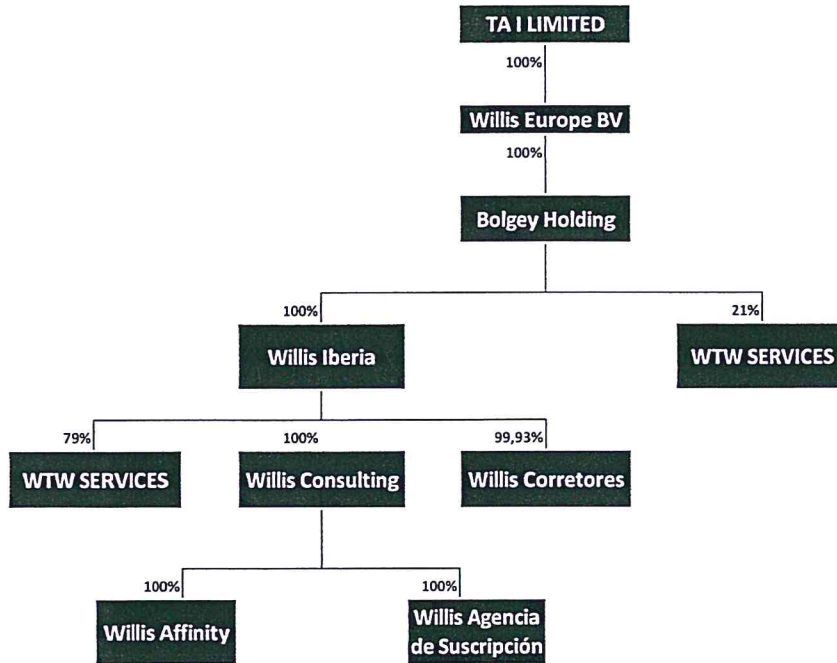 TA I LIMITED
100%
Willis Europe BV
100%
Bolgey Holding
100%
21%
Willis Iberia
WTW SERVICES
79%
100%
99,93%
WTW SERVICES
Willis Consulting
Willis Corretores
100%
100%
Willis Affinity
Willis Agencia
de Suscripción